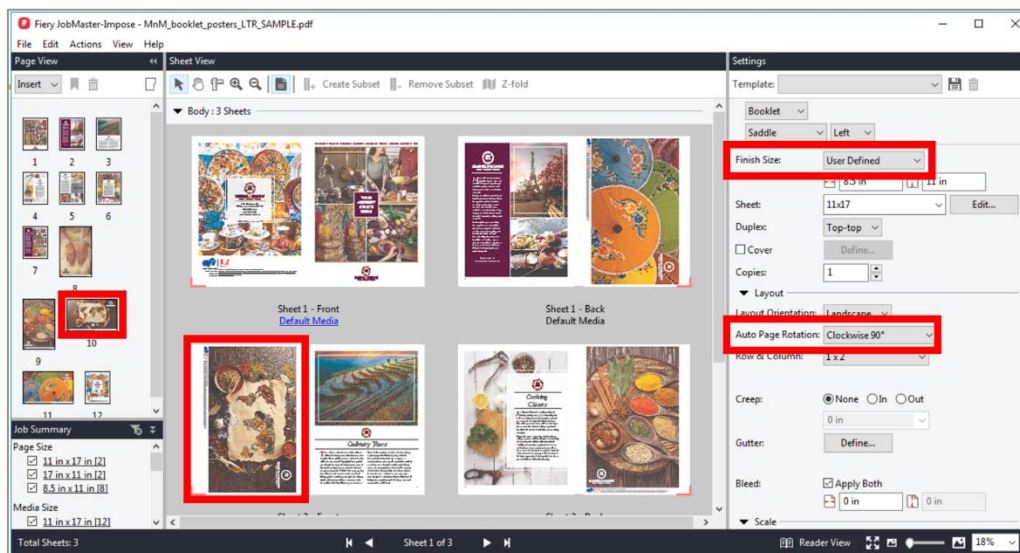 Fiery JobMaster-Impose - MnM_booklet_posters_LTR_SAMPLE.pdf
File Edit Actions View Help
Page View
Insert
1 2 3
4 5 6
7
8
9 10
11 12
Job Summary
Page Size
11 in x 17 in [2]
17 in x 11 in [2]
8.5 in x 11 in [8]
Media Size
11 in x 17 in [12]
Sheet View
Create Subset Remove Subset Z-fold
Body : 3 Sheets
Sheet 1 - Front
Default Media
Sheet 1 - Back
Default Media
Culinary Tours
Cooking
Classes
Settings
Template:
Booklet
Saddle Left
Finish Size: User Defined
8.5 in 11 in
Sheet: 11x17 Edit...
Duplex: Top-top
Cover Define...
Copies: 1
Layout
Layout Orientation: Landscape
Auto Page Rotation: Clockwise 90°
Row & Column: 1 x 2
Creep: None In Out
0 in
Gutter: Define...
Bleed: Apply Both
0 in 0 in
Scale
Total Sheets: 3 Sheet 1 of 3 Reader View 18%